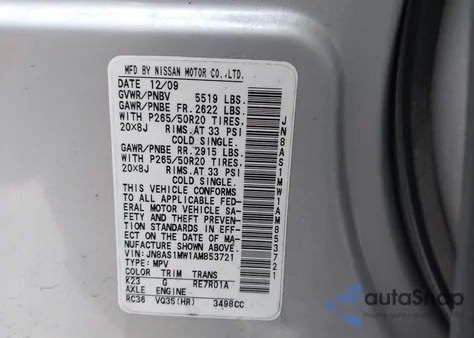 MFD BY NISSAN MOTOR CO.,LTD.
DATE 12/09
GVWR/PNBV 5519 LBS.
GAWR/PNBE FR. 2622 LBS.
WITH P265/50R20 TIRES.
20X8J RIMS.AT 33 PSI
COLD SINGLE.
GAWR/PNBE RR. 2915 LBS.
WITH P265/50R20 TIRES.
20X8J RIMS.AT 33 PSI
COLD SINGLE.
THIS VEHICLE CONFORMS
TO ALL APPLICABLE FED-
ERAL MOTOR VEHICLE SA-
FETY AND THEFT PREVEN-
TION STANDARDS IN EFF-
ECT ON THE DATE OF MA-
NUFACTURE SHOWN ABOVE.
VIN:JN8AS1MW1AM853721
TYPE: MPV
COLOR TRIM TRANS
K23 G RE7R01A
AXLE ENGINE
RC36 VQ35(HR) 3498CC
JN8AS1MW1AM853721
autoSnap